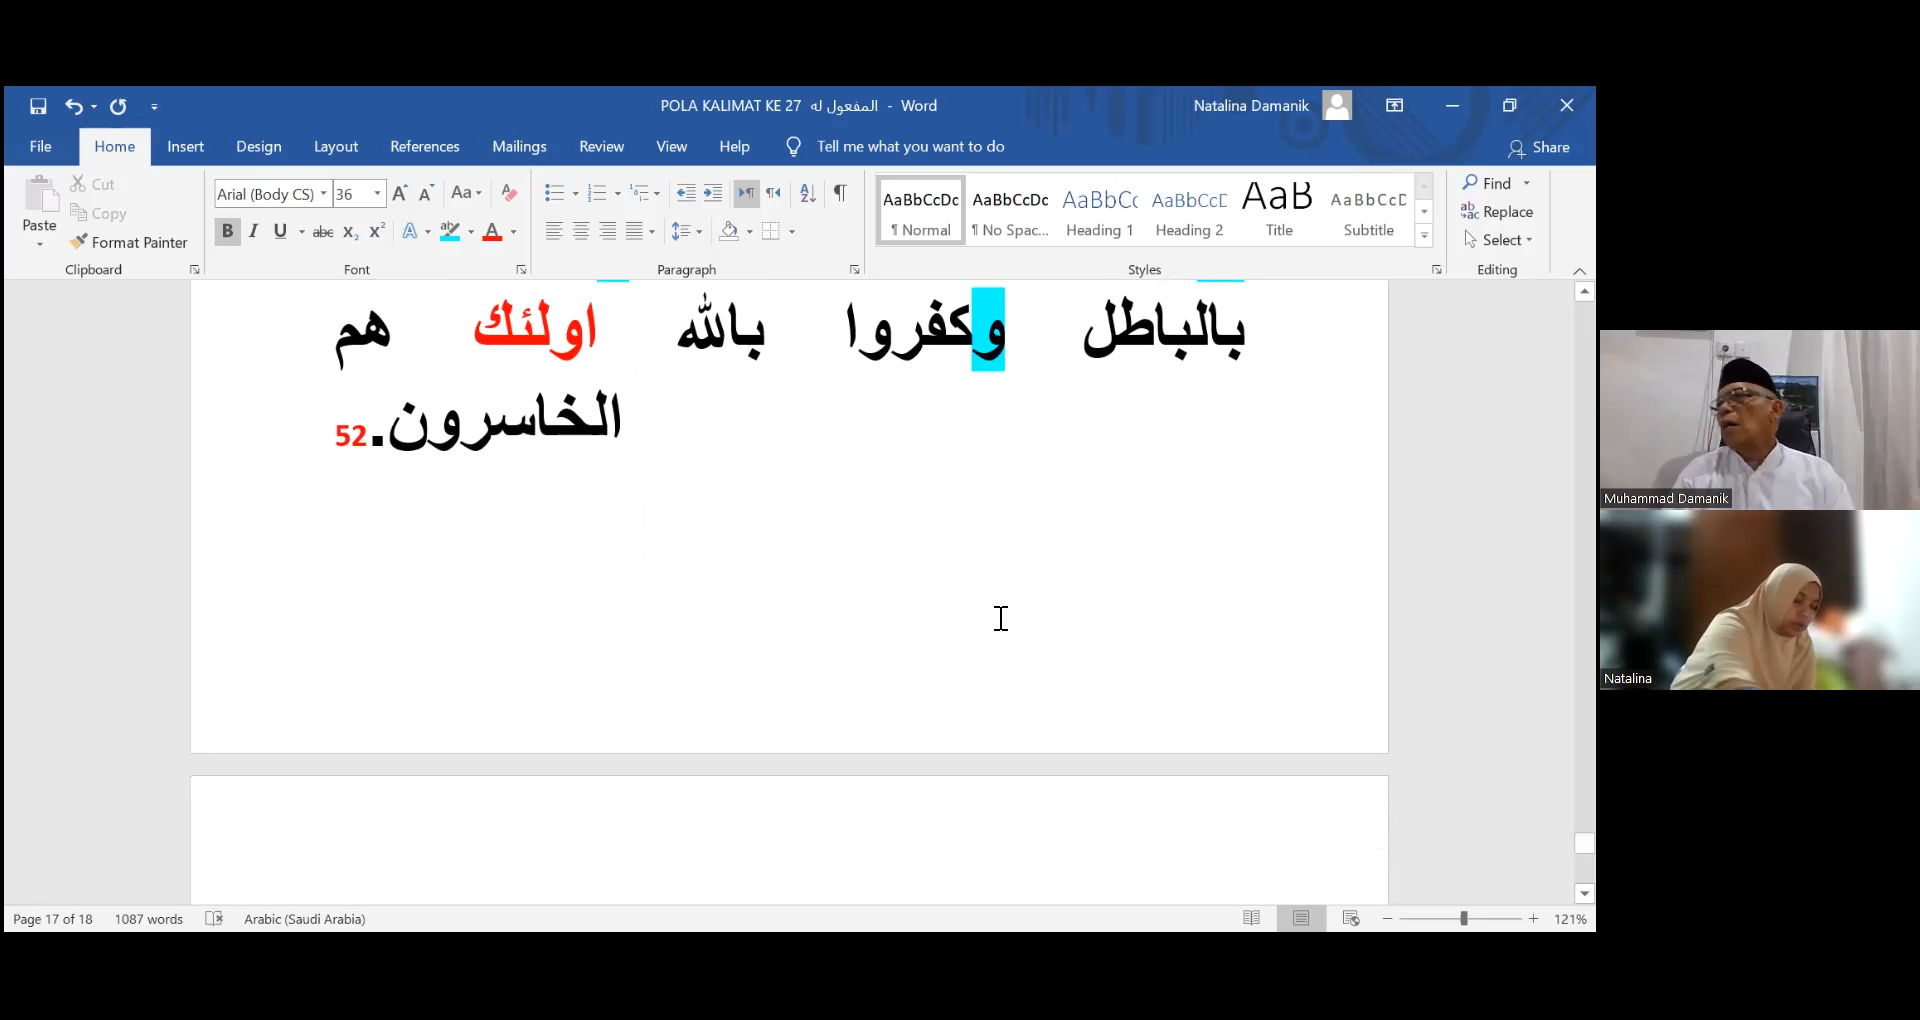 POLA KALIMAT KE 27 المفعول له - Word
Natalina Damanik
File Home Insert Design Layout References Mailings Review View Help Tell me what you want to do Share
Paste
Cut
Copy
Format Painter
Clipboard
Arial (Body CS) 36
Font
Paragraph
AaBbCcDc AaBbCcDc AaBbCc AaBbCcD AaB AaBbCcD
¶ Normal ¶ No Spac... Heading 1 Heading 2 Title Subtitle
Styles
Find
Replace
Select
Editing
بالباطل وكفروا بالله اولئك هم
الخاسرون.52
Muhammad Damanik
Natalina
Page 17 of 18 1087 words Arabic (Saudi Arabia) 121%